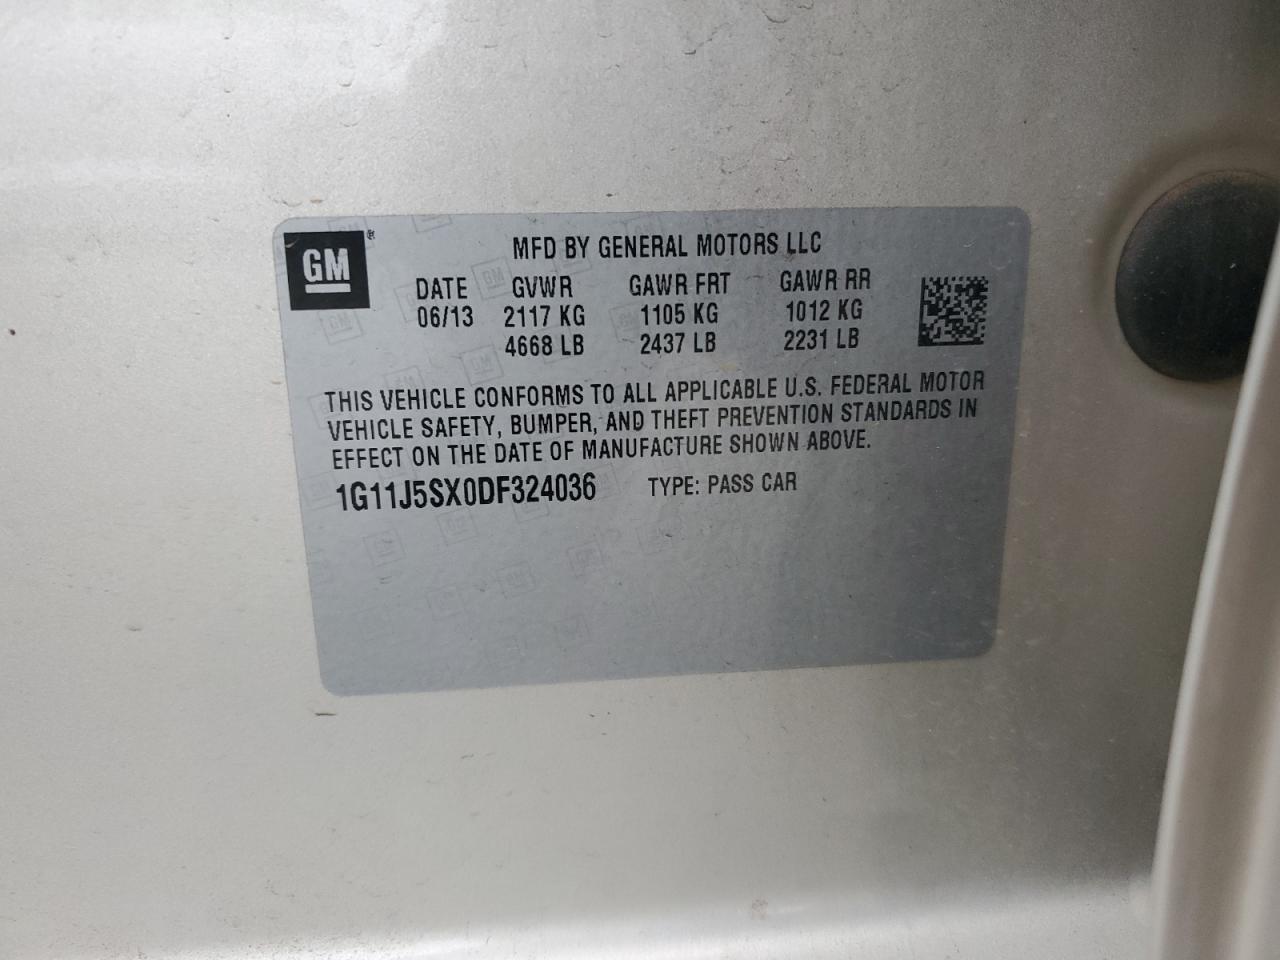 GM ®
MFD BY GENERAL MOTORS LLC
DATE GVWR GAWR FRT GAWR RR
06/13 2117 KG 1105 KG 1012 KG
4668 LB 2437 LB 2231 LB
THIS VEHICLE CONFORMS TO ALL APPLICABLE U.S. FEDERAL MOTOR
VEHICLE SAFETY, BUMPER, AND THEFT PREVENTION STANDARDS IN
EFFECT ON THE DATE OF MANUFACTURE SHOWN ABOVE.
1G11J5SX0DF324036 TYPE: PASS CAR